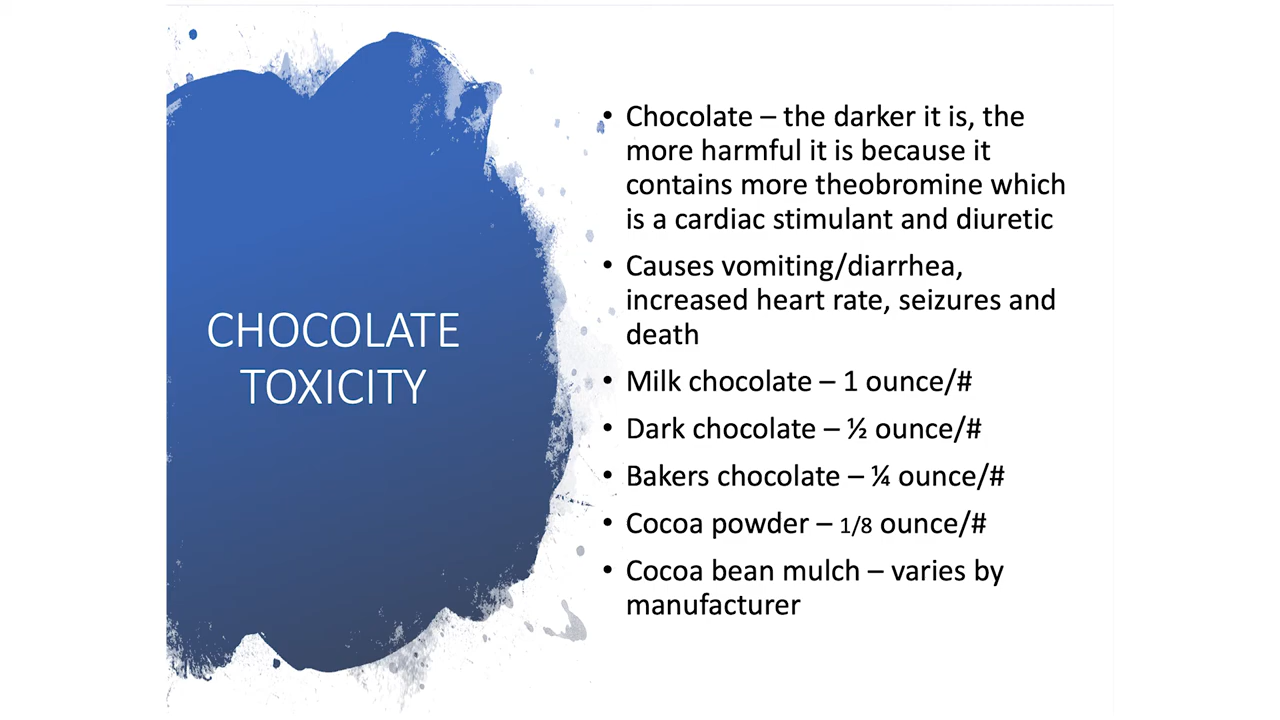 CHOCOLATE
TOXICITY
• Chocolate – the darker it is, the
more harmful it is because it
contains more theobromine which
is a cardiac stimulant and diuretic
• Causes vomiting/diarrhea,
increased heart rate, seizures and
death
• Milk chocolate – 1 ounce/#
• Dark chocolate – ½ ounce/#
• Bakers chocolate – ¼ ounce/#
• Cocoa powder – 1/8 ounce/#
• Cocoa bean mulch – varies by
manufacturer